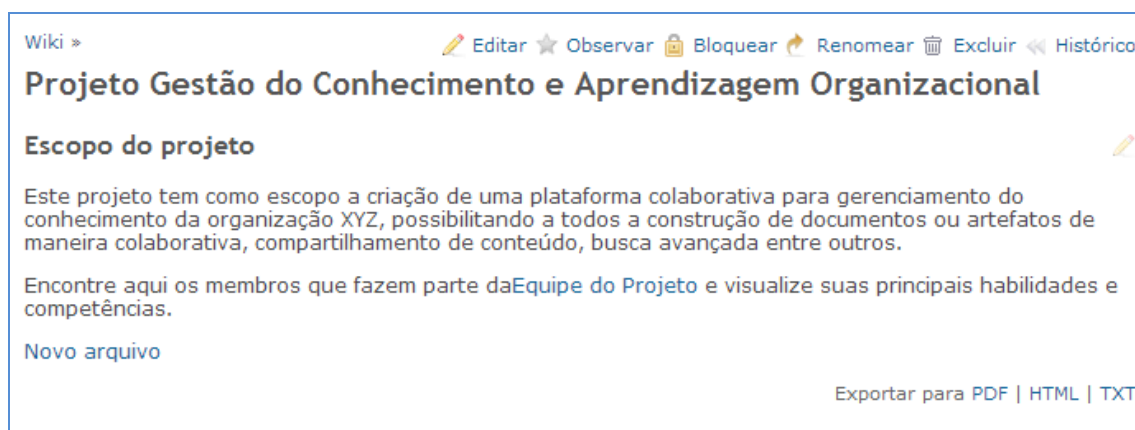 Wiki »
Editar Observar Bloquear Renomear Excluir Histórico
Projeto Gestão do Conhecimento e Aprendizagem Organizacional
Escopo do projeto
Este projeto tem como escopo a criação de uma plataforma colaborativa para gerenciamento do
conhecimento da organização XYZ, possibilitando a todos a construção de documentos ou artefatos de
maneira colaborativa, compartilhamento de conteúdo, busca avançada entre outros.
Encontre aqui os membros que fazem parte daEquipe do Projeto e visualize suas principais habilidades e
competências.
Novo arquivo
Exportar para PDF | HTML | TXT